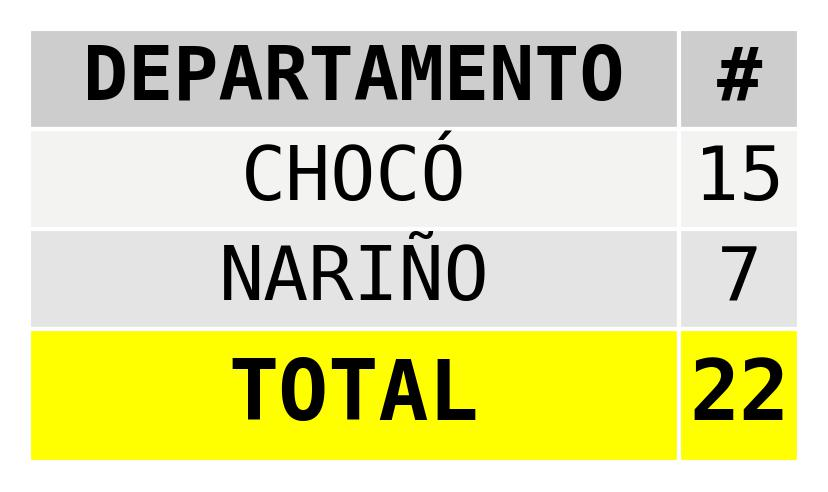 DEPARTAMENTO #
CHOCÓ 15
NARIÑO 7
TOTAL 22